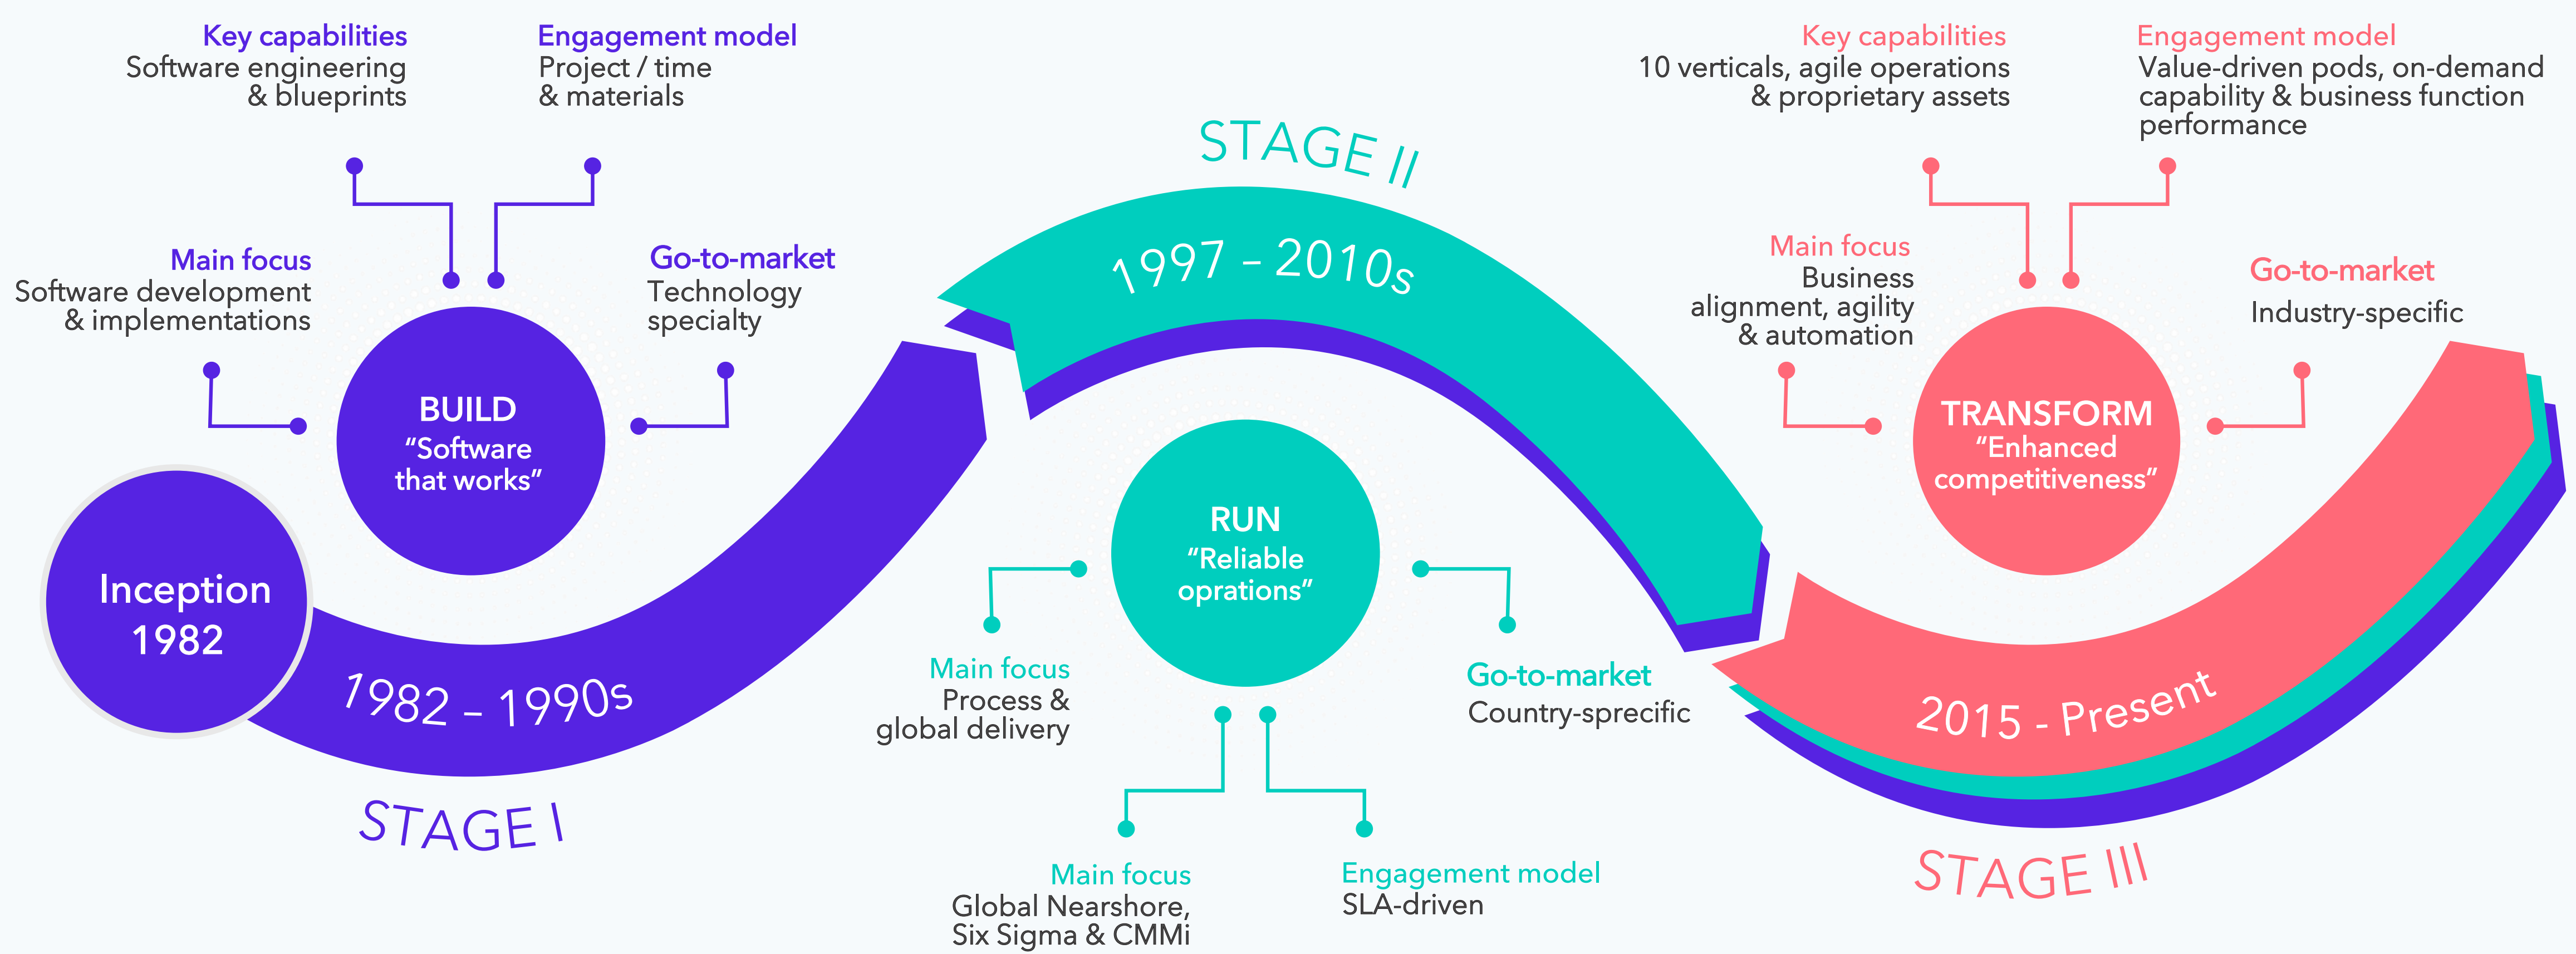 Key capabilities
Software engineering
& blueprints
Engagement model
Project / time
& materials
Main focus
Software development
& implementations
Go-to-market
Technology
specialty
BUILD
“Software
that works”
Inception
1982
1982 – 1990s
STAGE I
STAGE II
1997 – 2010s
RUN
“Reliable
oprations”
Main focus
Process &
global delivery
Go-to-market
Country-sprecific
Main focus
Global Nearshore,
Six Sigma & CMMi
Engagement model
SLA-driven
Key capabilities
10 verticals, agile operations
& proprietary assets
Engagement model
Value-driven pods, on-demand
capability & business function
performance
Main focus
Business
alignment, agility
& automation
Go-to-market
Industry-specific
TRANSFORM
“Enhanced
competitiveness”
2015 - Present
STAGE III